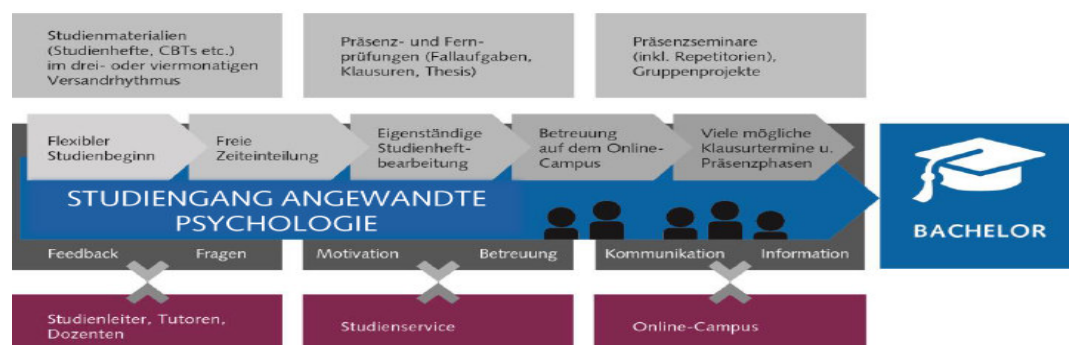 Studienmaterialien
(Studienhefte, CBTs etc.)
im drei- oder viermonatigen
Versandrhythmus
Präsenz- und Fern-
prüfungen (Fallaufgaben,
Klausuren, Thesis)
Präsenzseminare
(inkl. Repetitorien),
Gruppenprojekte
Flexibler
Studienbeginn
Freie
Zeiteinteilung
Eigenständige
Studienheft-
bearbeitung
Betreuung
auf dem Online-
Campus
Viele mögliche
Klausurtermine u.
Präsenzphasen
STUDIENGANG ANGEWANDTE
PSYCHOLOGIE
BACHELOR
Feedback
Fragen
Motivation
Betreuung
Kommunikation
Information
Studienleiter, Tutoren,
Dozenten
Studienservice
Online-Campus